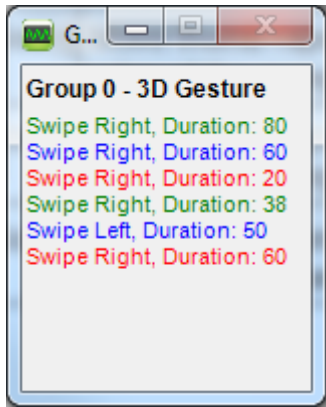 G...
Group 0 - 3D Gesture
Swipe Right, Duration: 80
Swipe Right, Duration: 60
Swipe Right, Duration: 20
Swipe Right, Duration: 38
Swipe Left, Duration: 50
Swipe Right, Duration: 60